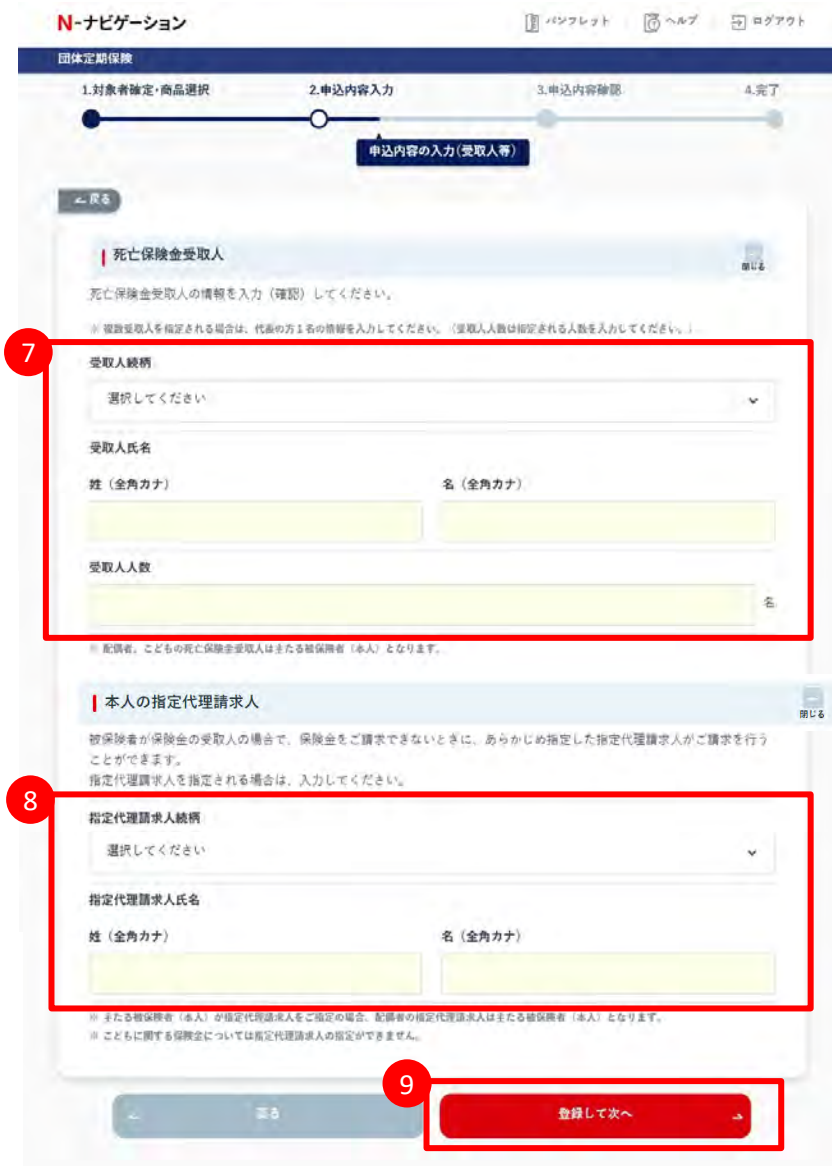 N-ナビゲーション
パンフレット
ヘルプ
ログアウト
団体定期保険
1.対象者確定・商品選択
2.申込内容入力
3.申込内容確認
4.完了
申込内容の入力(受取人等)
戻る
死亡保険金受取人
閉じる
死亡保険金受取人の情報を入力（確認）してください。
※ 複数受取人を指定される場合は、代表の方１名の情報を入力してください。（受取人人数は指定される人数を入力してください。）
7
受取人続柄
選択してください
受取人氏名
姓（全角カナ）
名（全角カナ）
受取人人数
名
※ 配偶者、こどもの死亡保険金受取人は主たる被保険者（本人）となります。
本人の指定代理請求人
閉じる
被保険者が保険金の受取人の場合で、保険金をご請求できないときに、あらかじめ指定した指定代理請求人がご請求を行う
ことができます。
指定代理請求人を指定される場合は、入力してください。
8
指定代理請求人続柄
選択してください
指定代理請求人氏名
姓（全角カナ）
名（全角カナ）
※ 主たる被保険者（本人）が指定代理請求人をご指定の場合、配偶者の指定代理請求人は主たる被保険者（本人）となります。
※ こどもに関する保険金については指定代理請求人の指定ができません。
9
戻る
登録して次へ